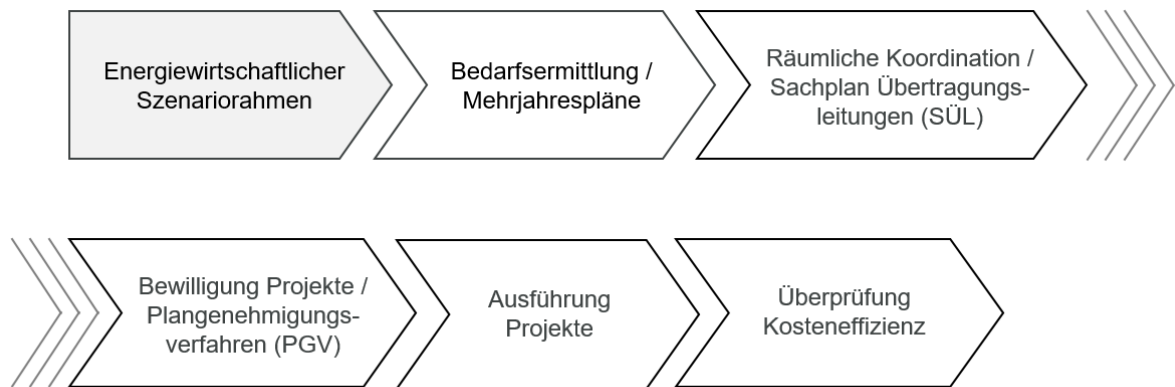 Energiewirtschaftlicher
Szenariorahmen
Bedarfsermittlung /
Mehrjahrespläne
Räumliche Koordination /
Sachplan Übertragungs-
leitungen (SÜL)
Bewilligung Projekte /
Plangenehmigungs-
verfahren (PGV)
Ausführung
Projekte
Überprüfung
Kosteneffizienz